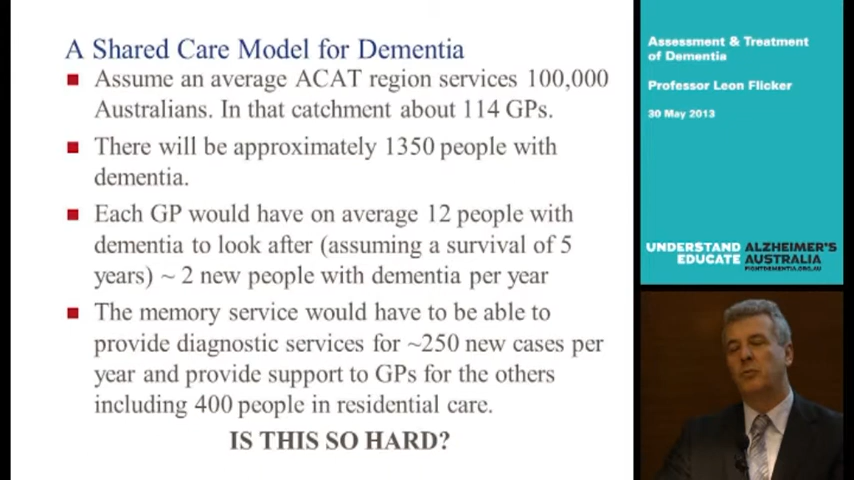 A Shared Care Model for Dementia
Assume an average ACAT region services 100,000
Australians. In that catchment about 114 GPs.
There will be approximately 1350 people with
dementia.
Each GP would have on average 12 people with
dementia to look after (assuming a survival of 5
years) ~ 2 new people with dementia per year
The memory service would have to be able to
provide diagnostic services for ~250 new cases per
year and provide support to GPs for the others
including 400 people in residential care.
IS THIS SO HARD?
Assessment & Treatment
of Dementia
Professor Leon Flicker
30 May 2013
UNDERSTAND ALZHEIMER'S
EDUCATE AUSTRALIA
FIGHTDEMENTIA.ORG.AU